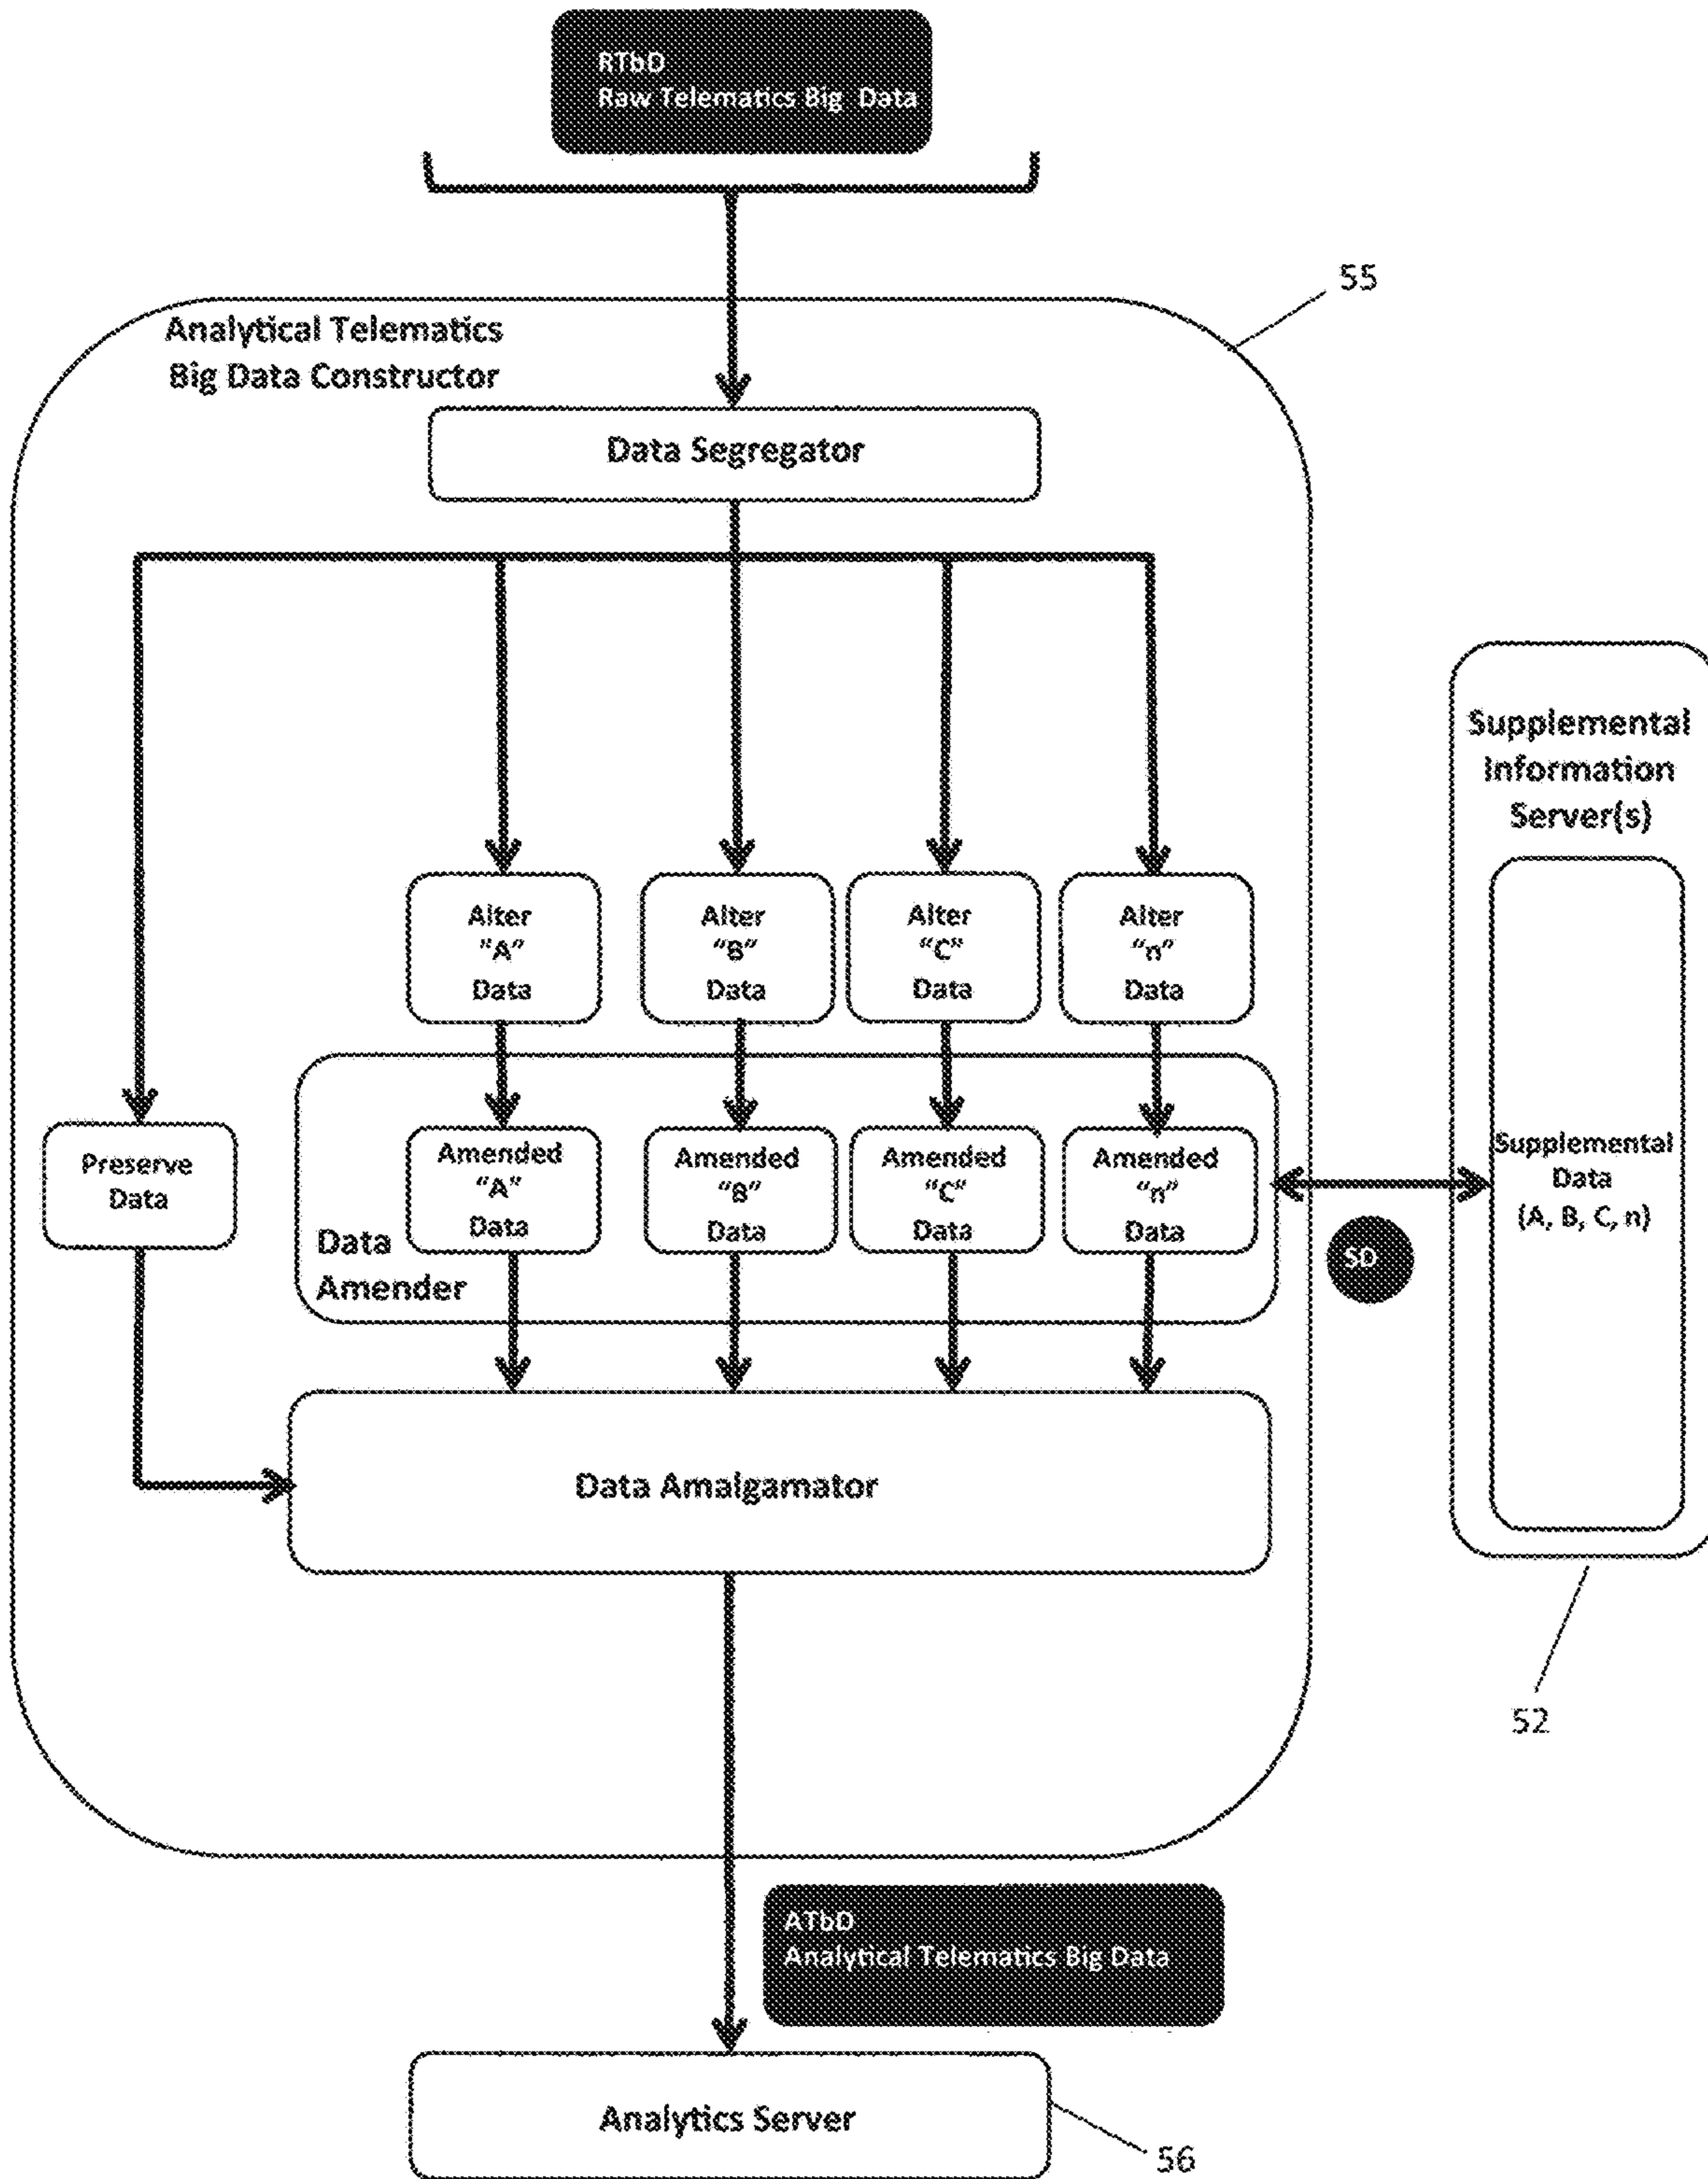 RTbD
Raw Telematics Big Data
55
Analytical Telematics
Big Data Constructor
Data Segregator
Supplemental
Information
Server(s)
Alter
"A"
Data
Alter
“B”
Data
Alter
“C”
Data
Alter
“n”
Data
Preserve
Data
Amended
“A”
Data
Amended
“B”
Data
Amended
“C”
Data
Amended
“n”
Data
Data
Amender
SD
Supplemental
Data
(A, B, C, n)
Data Amalgamator
52
ATbD
Analytical Telematics Big Data
Analytics Server
56